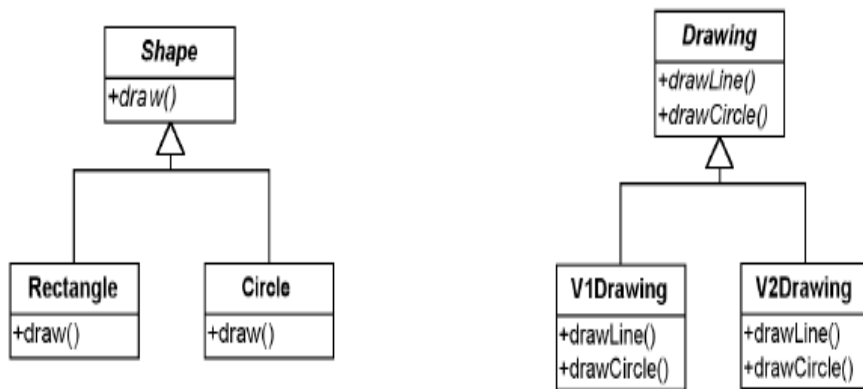 Shape
+draw()
Rectangle
+draw()
Circle
+draw()
Drawing
+drawLine()
+drawCircle()
V1Drawing
+drawLine()
+drawCircle()
V2Drawing
+drawLine()
+drawCircle()